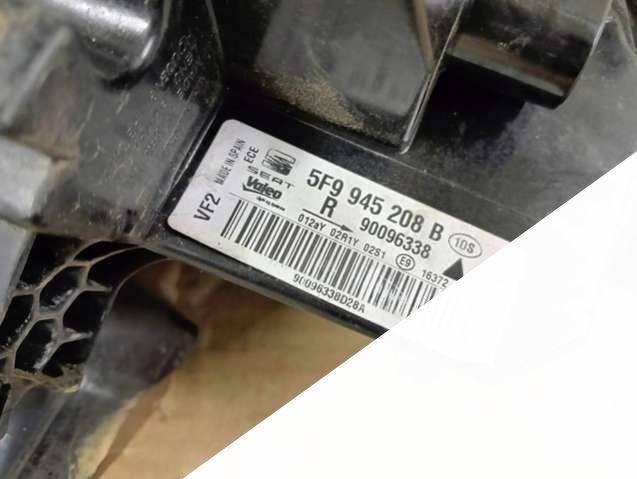 VF2
MADE IN SPAIN
ECE
SEAT
Valeo
5F9 945 208 B
R
90096338
10S
012aY 02R1Y 02S1
E9
16372
90096338D28A